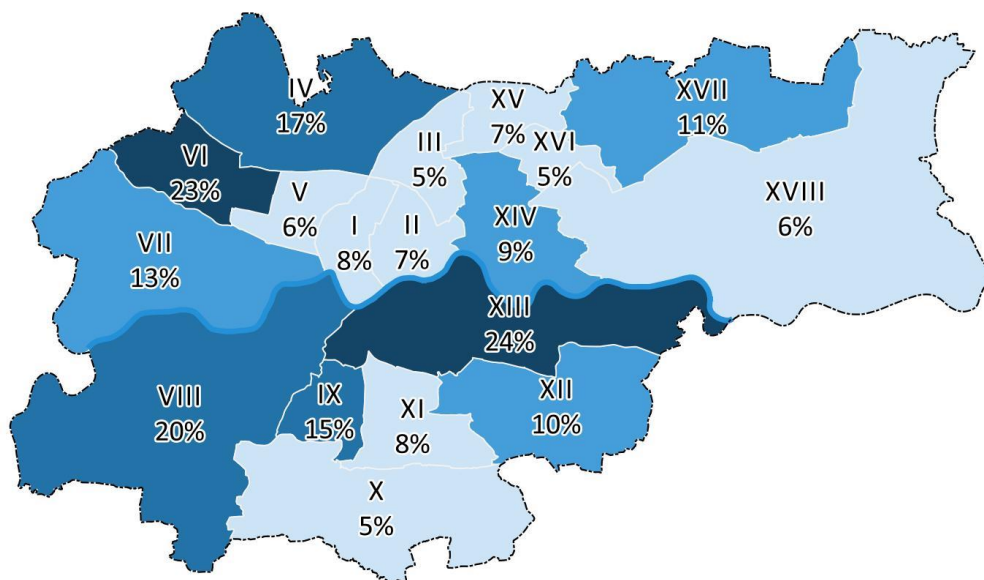 IV
17%
XV
7%
XVII
11%
III
5%
XVI
5%
VI
23%
V
6%
I
8%
II
7%
XIV
9%
XVIII
6%
VII
13%
XIII
24%
VIII
20%
IX
15%
XI
8%
XII
10%
X
5%